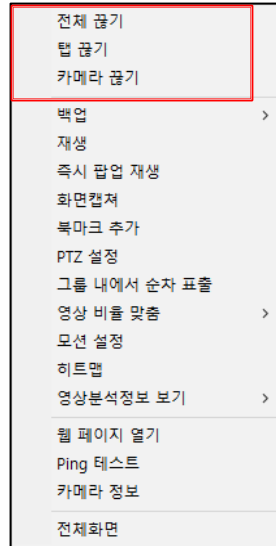 전체 끊기
탭 끊기
카메라 끊기
백업
재생
즉시 팝업 재생
화면캡쳐
북마크 추가
PTZ 설정
그룹 내에서 순차 표출
영상 비율 맞춤
모션 설정
히트맵
영상분석정보 보기
웹 페이지 열기
Ping 테스트
카메라 정보
전체화면